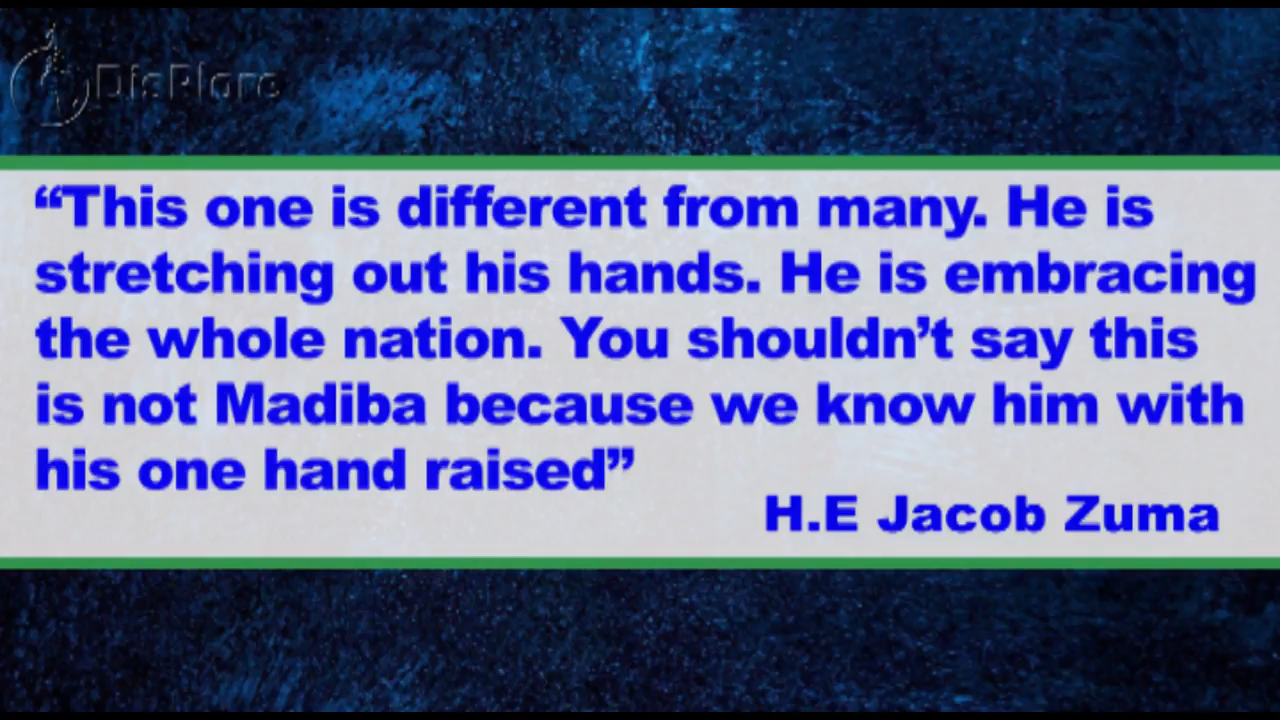 DisPlore
“This one is different from many. He is
stretching out his hands. He is embracing
the whole nation. You shouldn’t say this
is not Madiba because we know him with
his one hand raised”
H.E Jacob Zuma